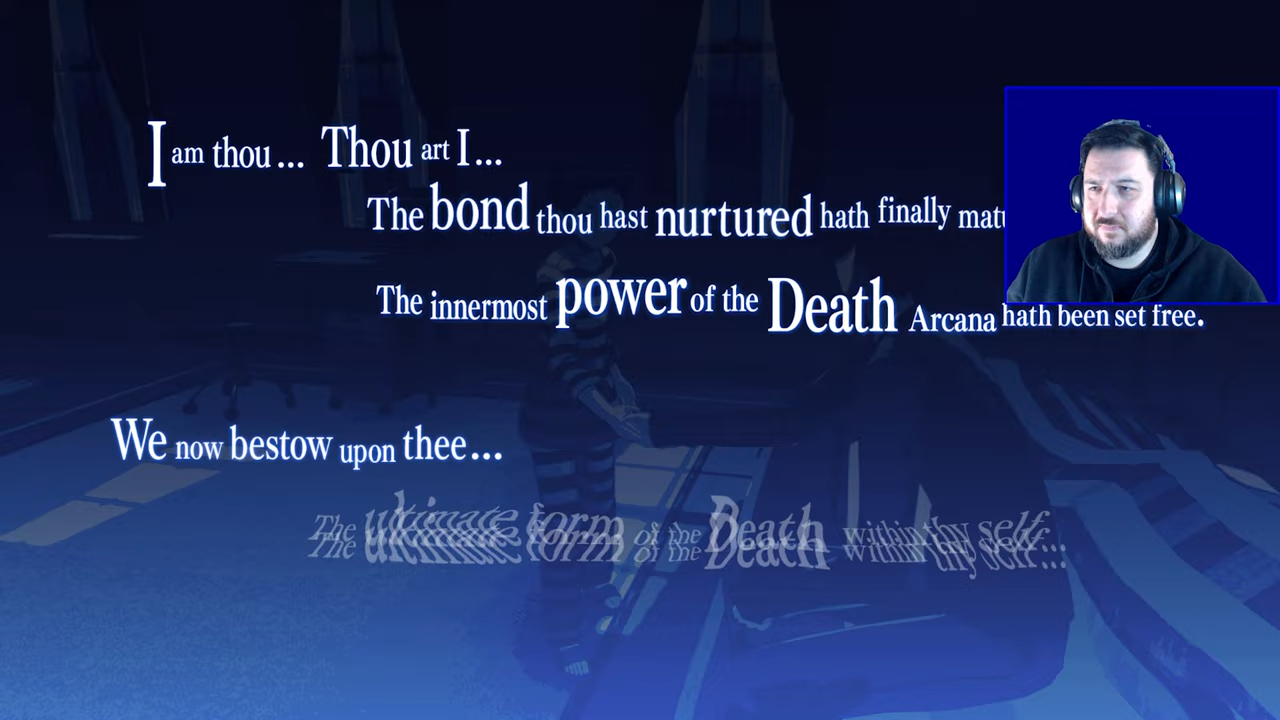 I am thou... Thou art I...
The bond thou hast nurtured hath finally
The innermost power of the Death Arcana hath been set free.
We now bestow upon thee...
The ultimate form of the Death within thy self...